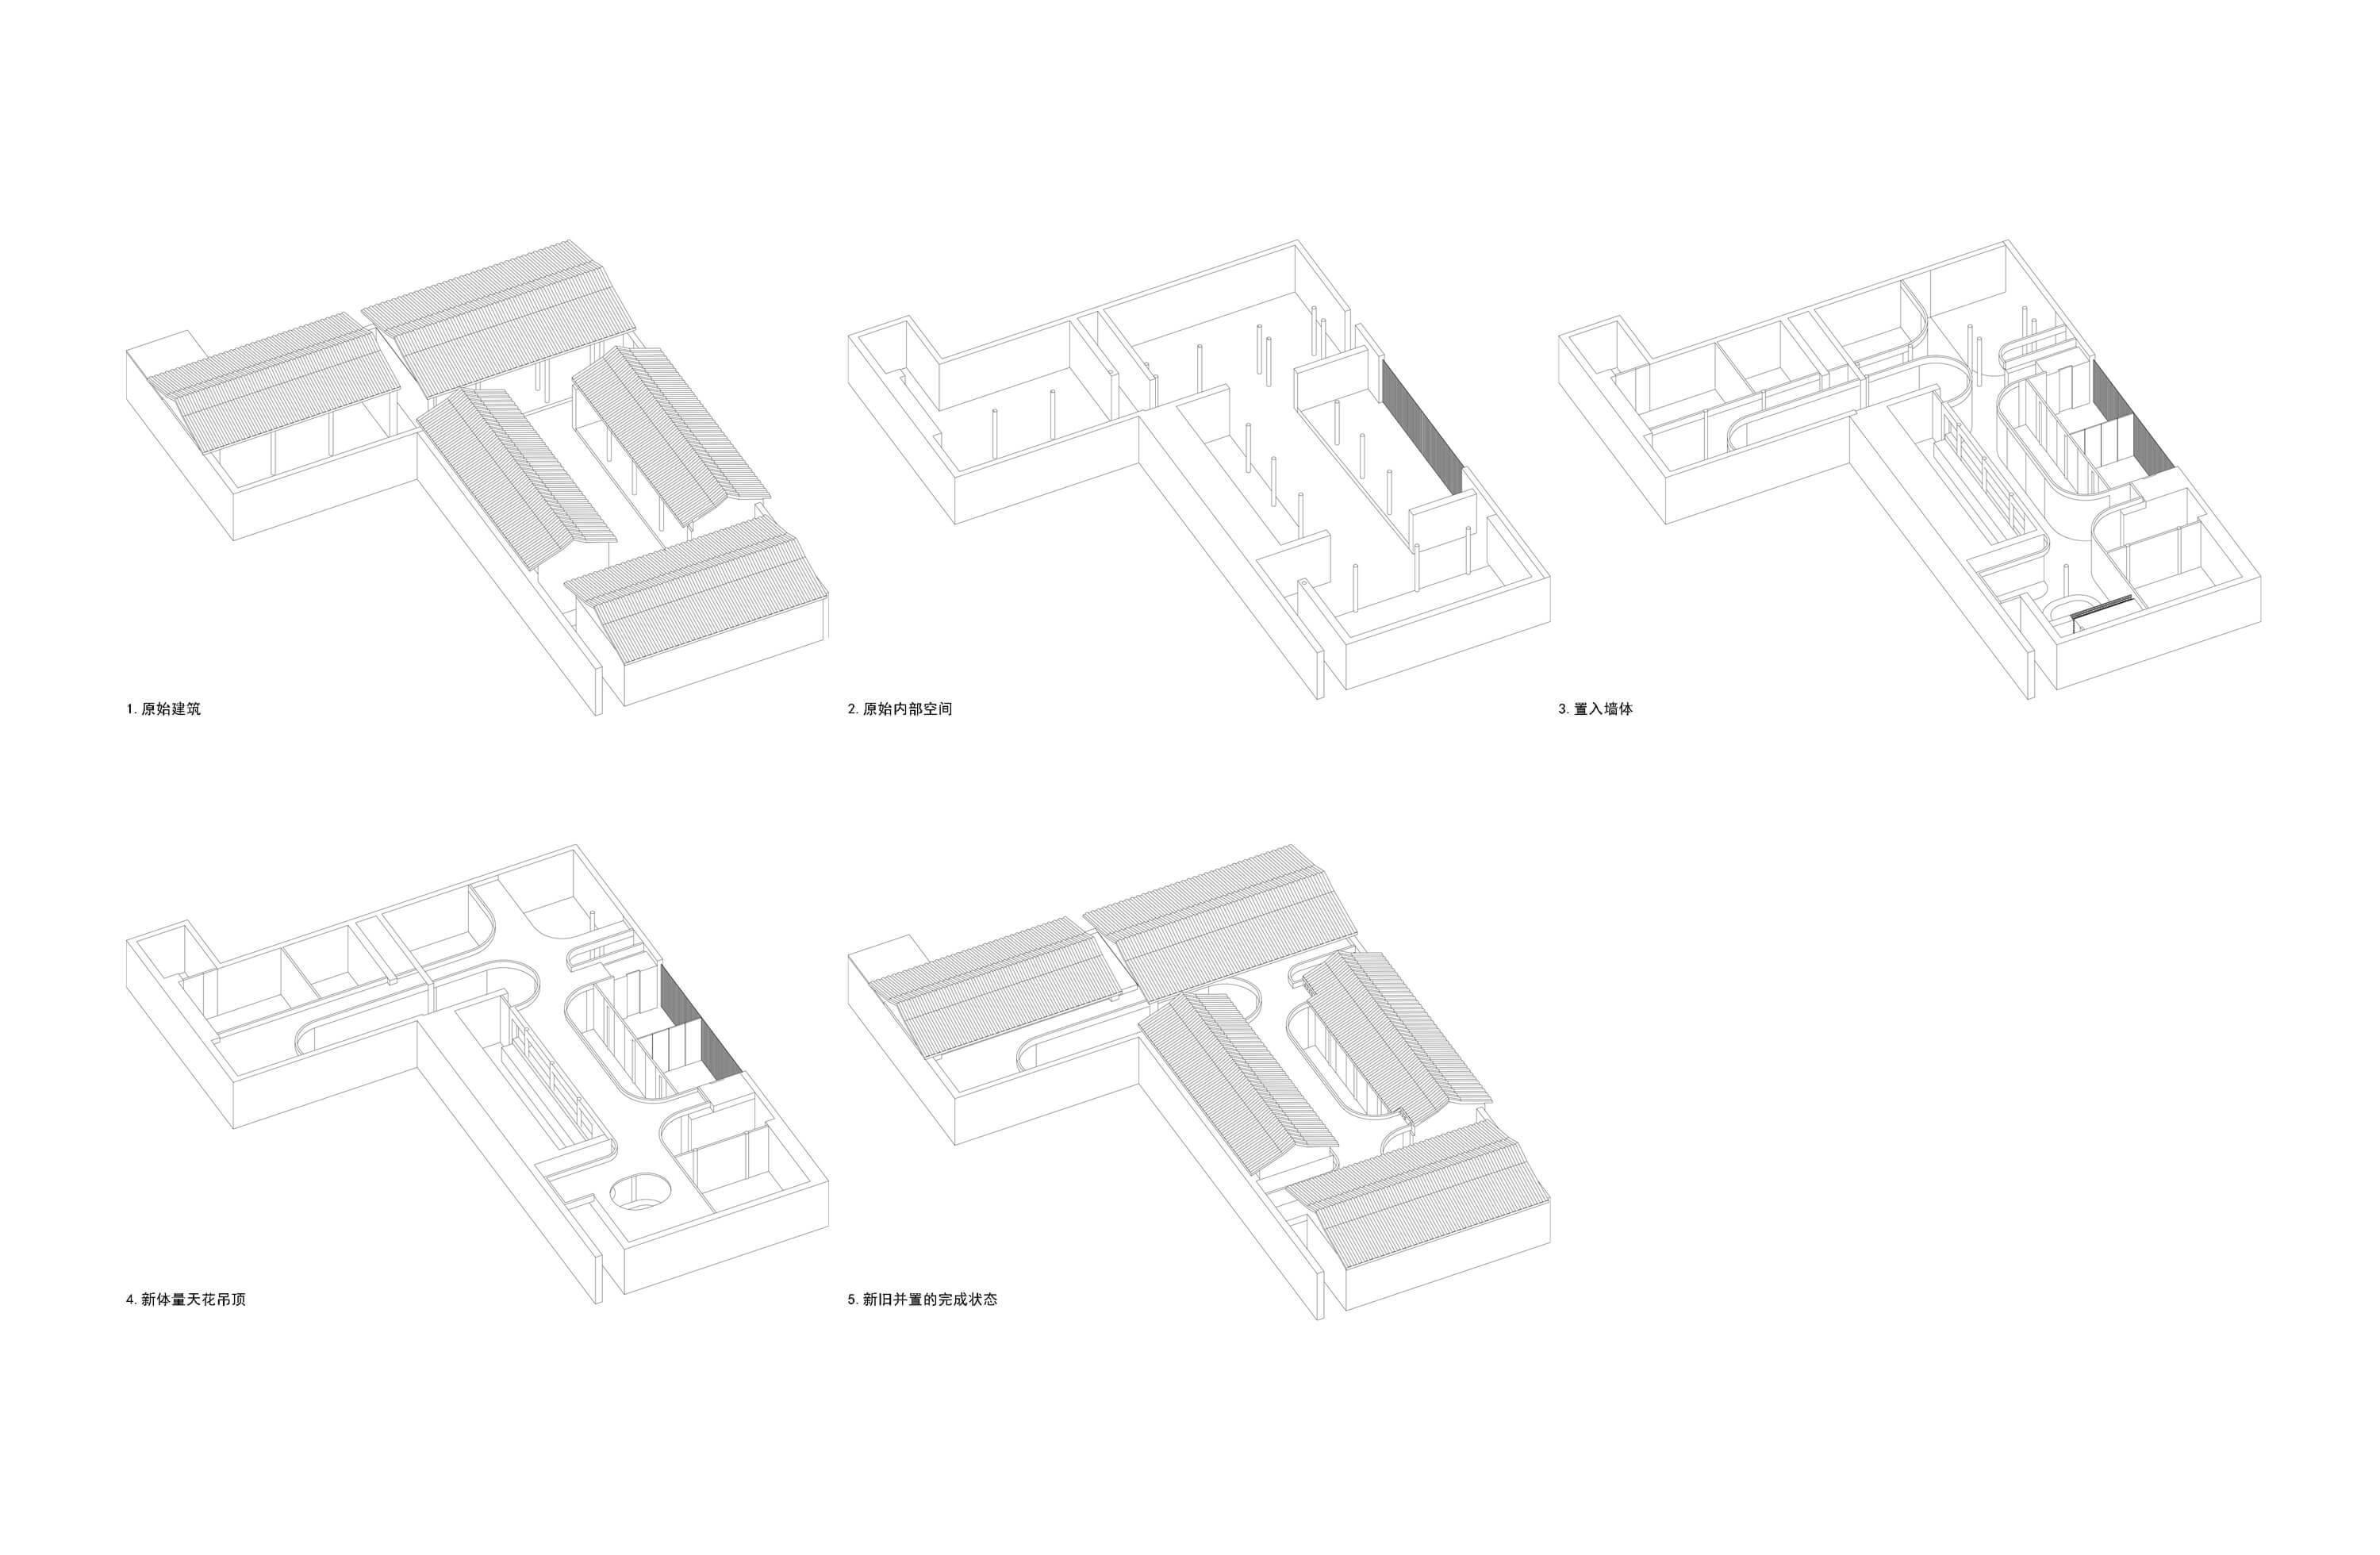 1. 原始建筑
2. 原始内部空间
3. 置入墙体
4. 新体量天花吊顶
5. 新旧并置的完成状态